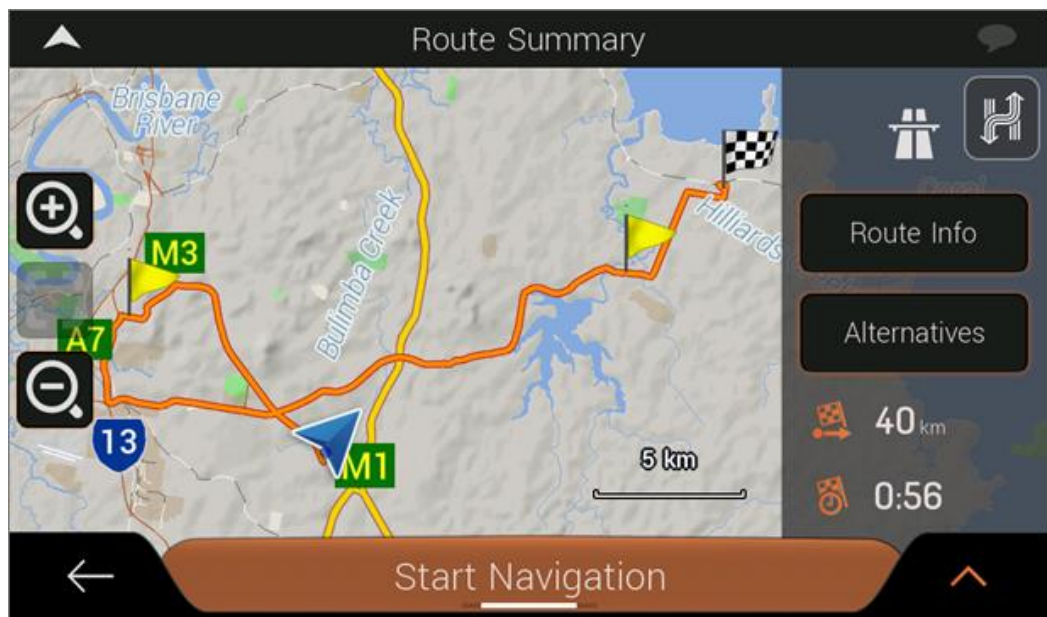 Route Summary
Brisbane
River
M3
A7
13
Bulimba Creek
M1
Hilliards
5 km
Route Info
Alternatives
40 km
0:56
Start Navigation